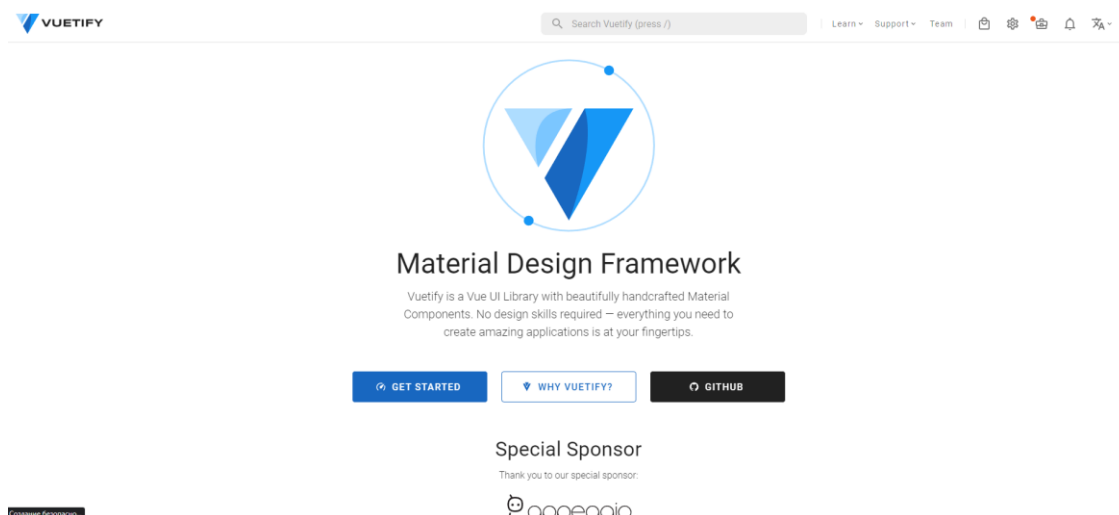 VUETIFY
Search Vuetify (press /)
Learn
Support
Team
Material Design Framework
Vuetify is a Vue UI Library with beautifully handcrafted Material
Components. No design skills required — everything you need to
create amazing applications is at your fingertips.
GET STARTED
WHY VUETIFY?
GITHUB
Special Sponsor
Thank you to our special sponsor:
Создание безопасно